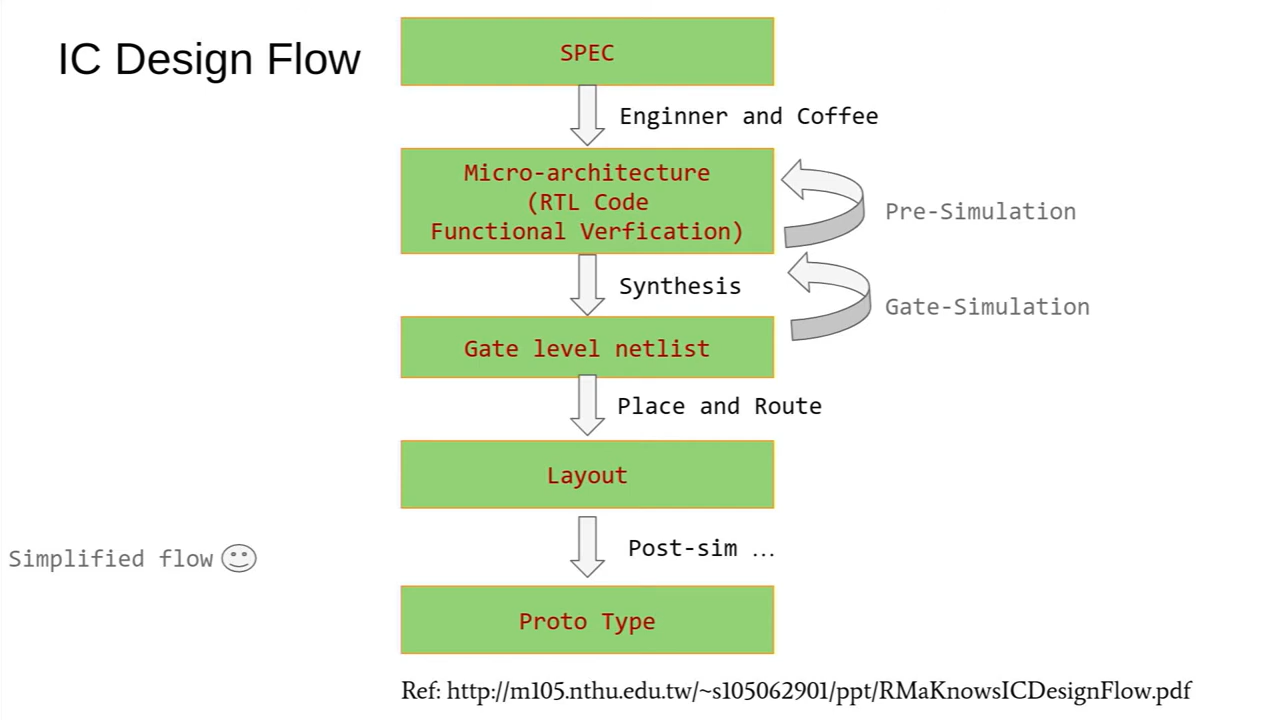 IC Design Flow
SPEC
Enginner and Coffee
Micro-architecture
(RTL Code
Functional Verfication)
Pre-Simulation
Synthesis
Gate-Simulation
Gate level netlist
Place and Route
Layout
Post-sim …
Simplified flow
Proto Type
Ref: http://m105.nthu.edu.tw/~s105062901/ppt/RMaKnowsICDesignFlow.pdf